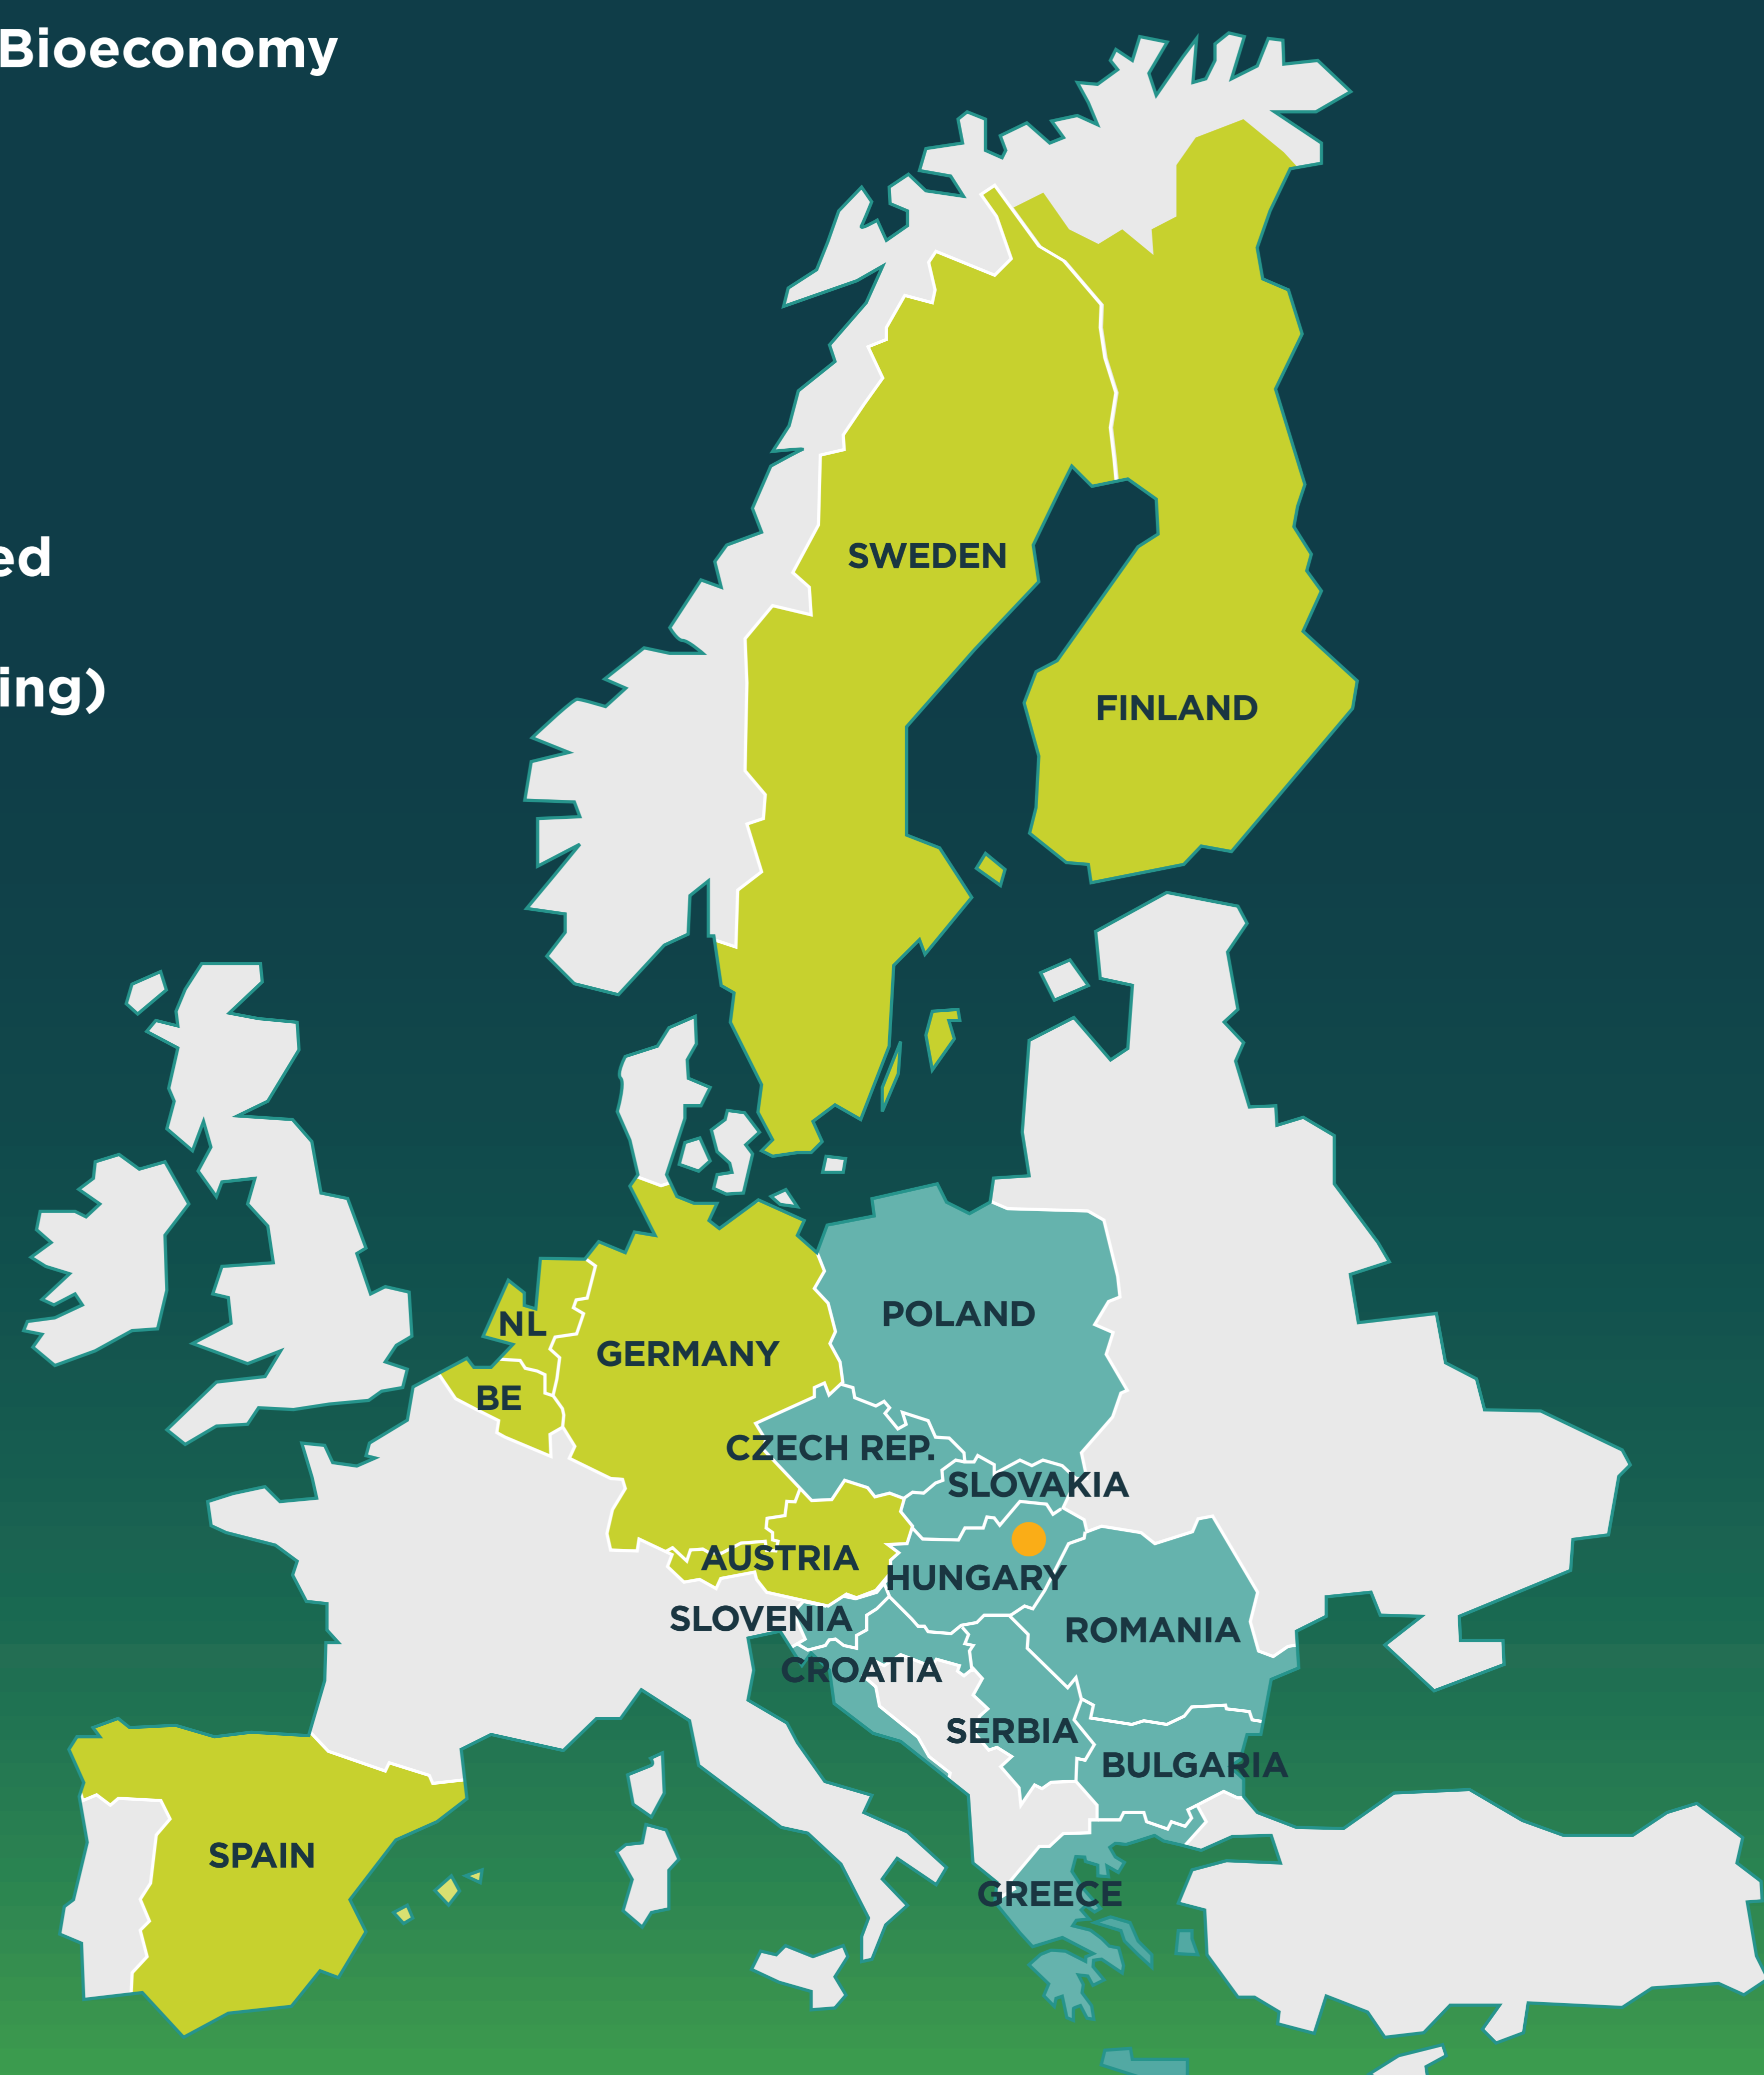 Bioeconomy
ed
ing)
SWEDEN
FINLAND
NL
POLAND
GERMANY
BE
CZECH REP.
SLOVAKIA
AUSTRIA
HUNGARY
SLOVENIA
ROMANIA
CROATIA
SERBIA
BULGARIA
SPAIN
GREECE